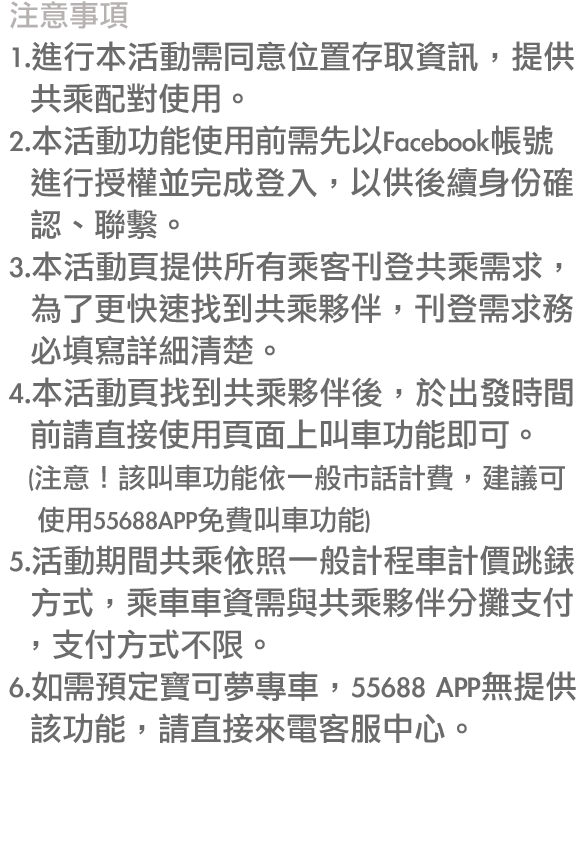 注意事項
1.進行本活動需同意位置存取資訊，提供
共乘配對使用。
2.本活動功能使用前需先以Facebook帳號
進行授權並完成登入，以供後續身份確
認、聯繫。
3.本活動頁提供所有乘客刊登共乘需求，
為了更快速找到共乘夥伴，刊登需求務
必填寫詳細清楚。
4.本活動頁找到共乘夥伴後，於出發時間
前請直接使用頁面上叫車功能即可。
(注意！該叫車功能依一般市話計費，建議可
使用55688APP免費叫車功能)
5.活動期間共乘依照一般計程車計價跳錶
方式，乘車車資需與共乘夥伴分攤支付
，支付方式不限。
6.如需預定寶可夢專車，55688 APP無提供
該功能，請直接來電客服中心。